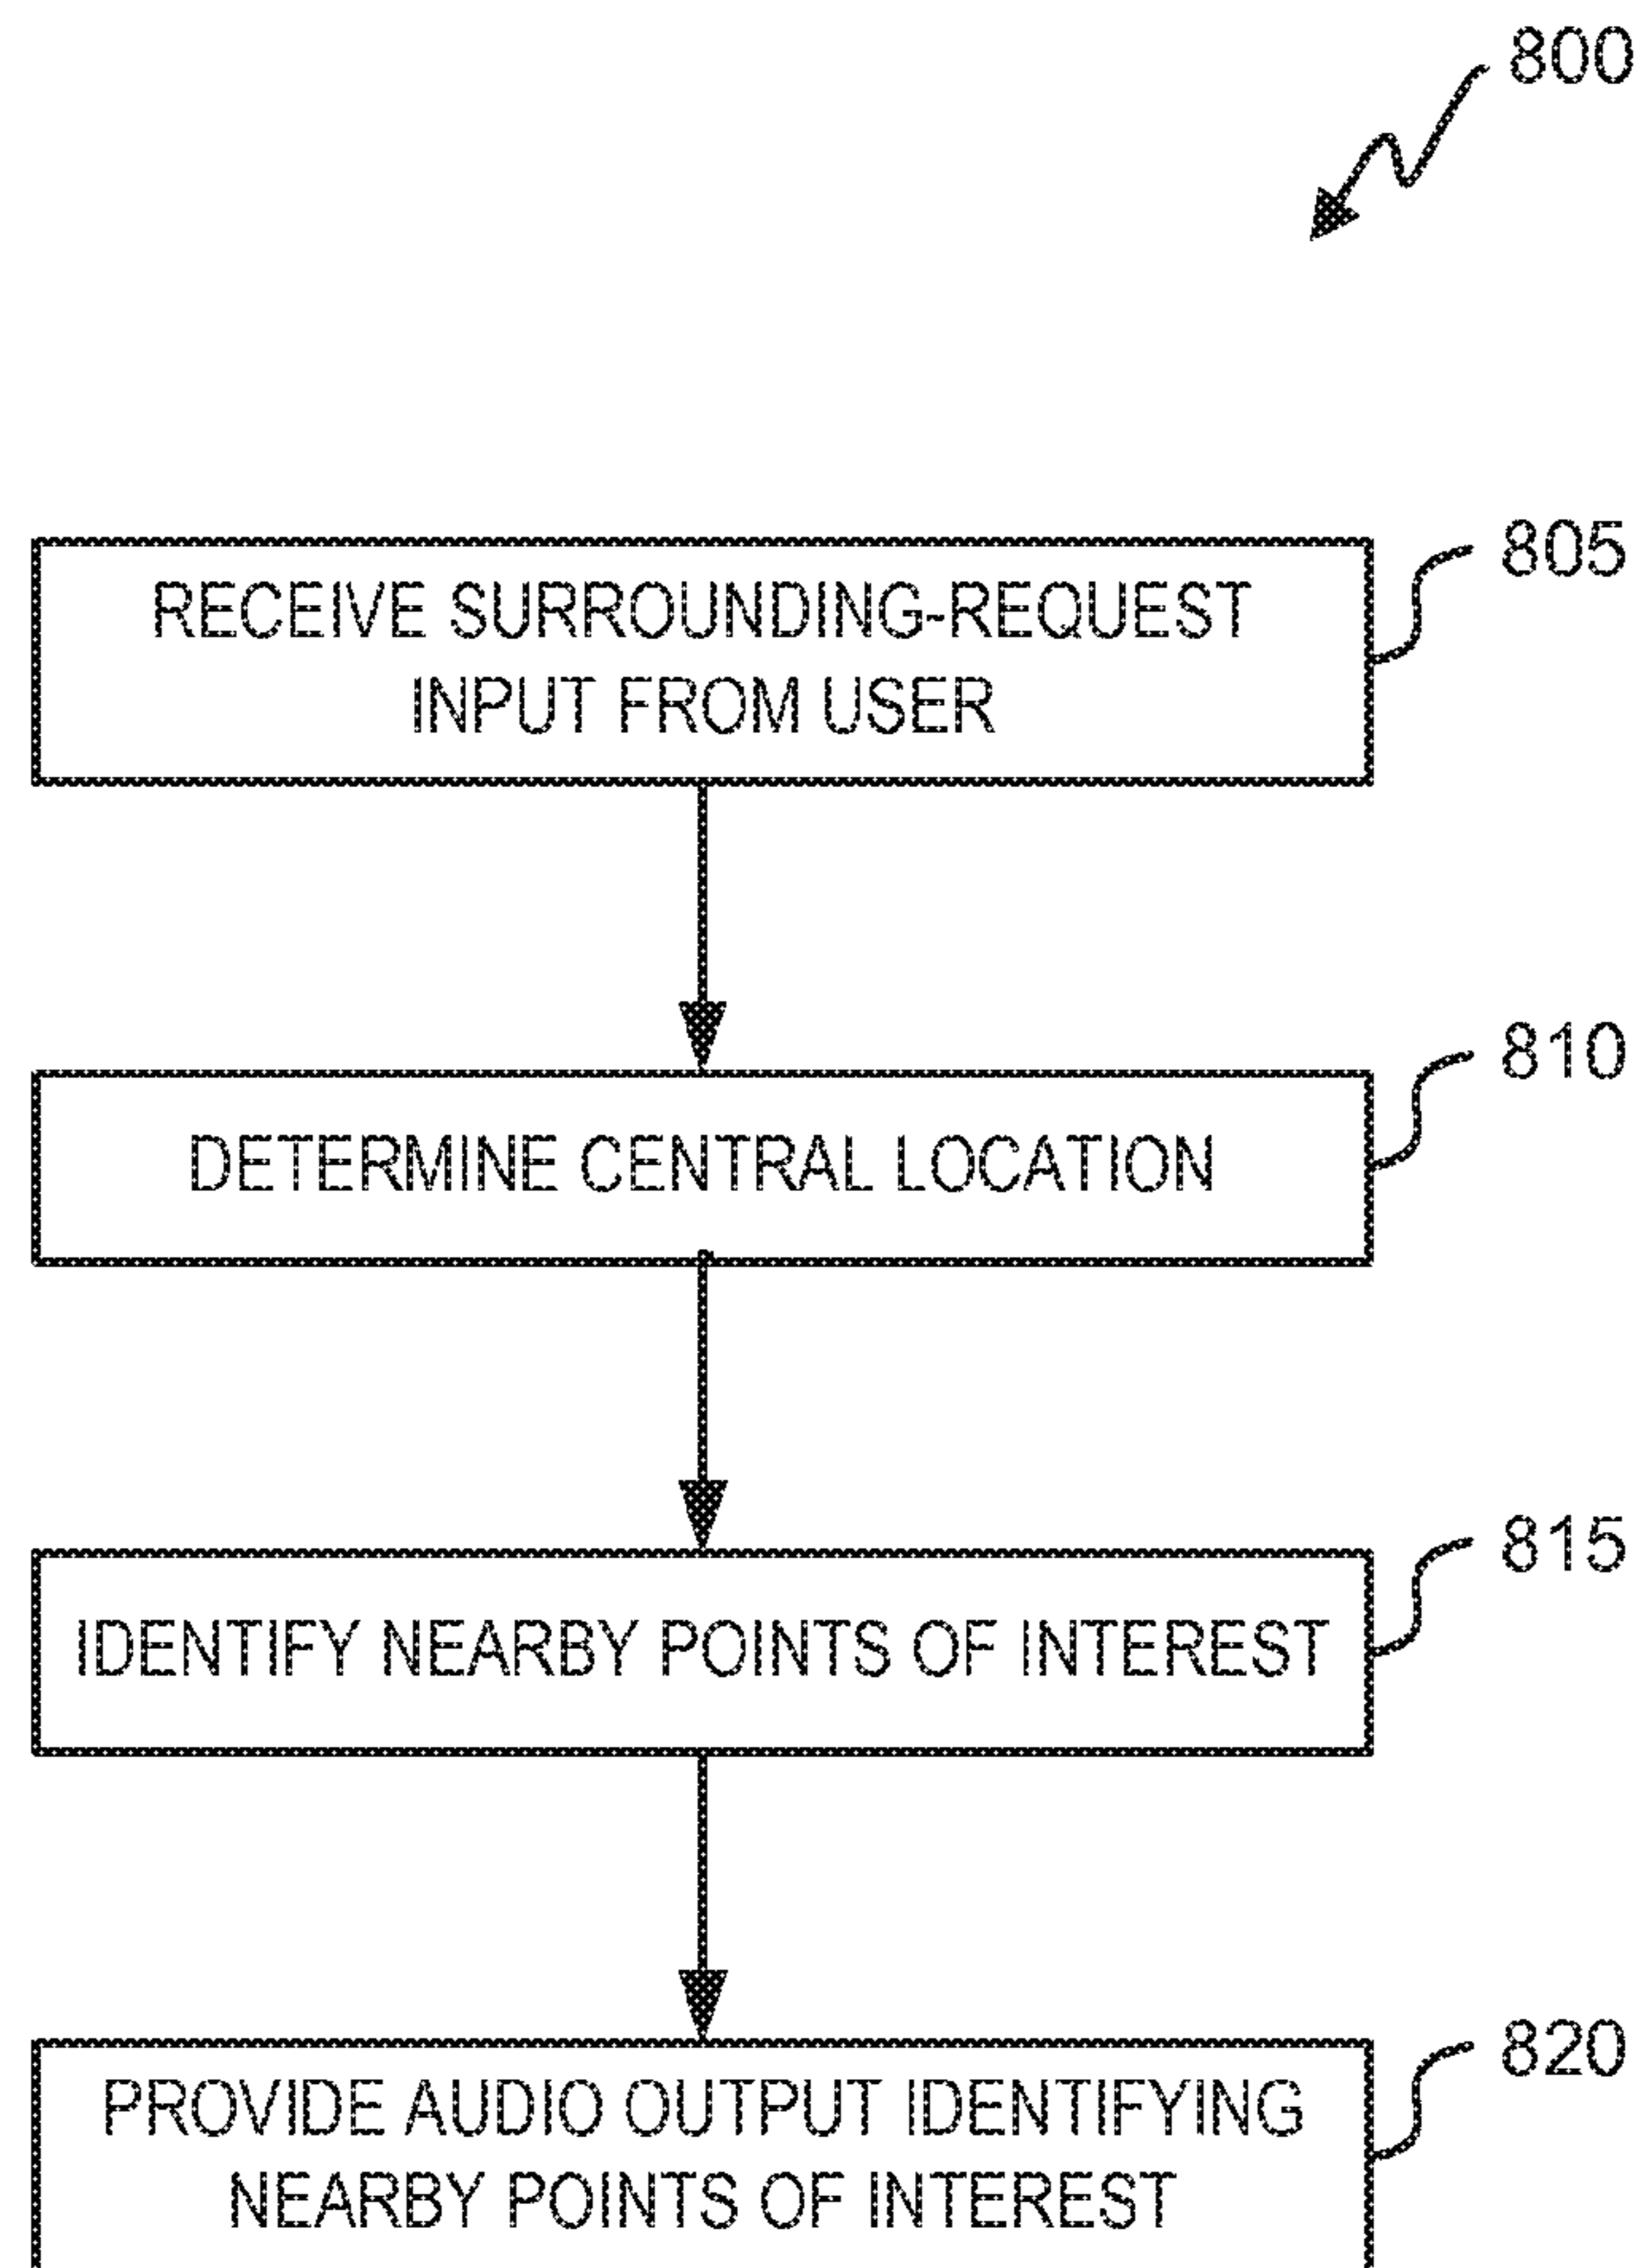 800
805
RECEIVE SURROUNDING-REQUEST
INPUT FROM USER
810
DETERMINE CENTRAL LOCATION
815
IDENTIFY NEARBY POINTS OF INTEREST
820
PROVIDE AUDIO OUTPUT IDENTIFYING
NEARBY POINTS OF INTEREST